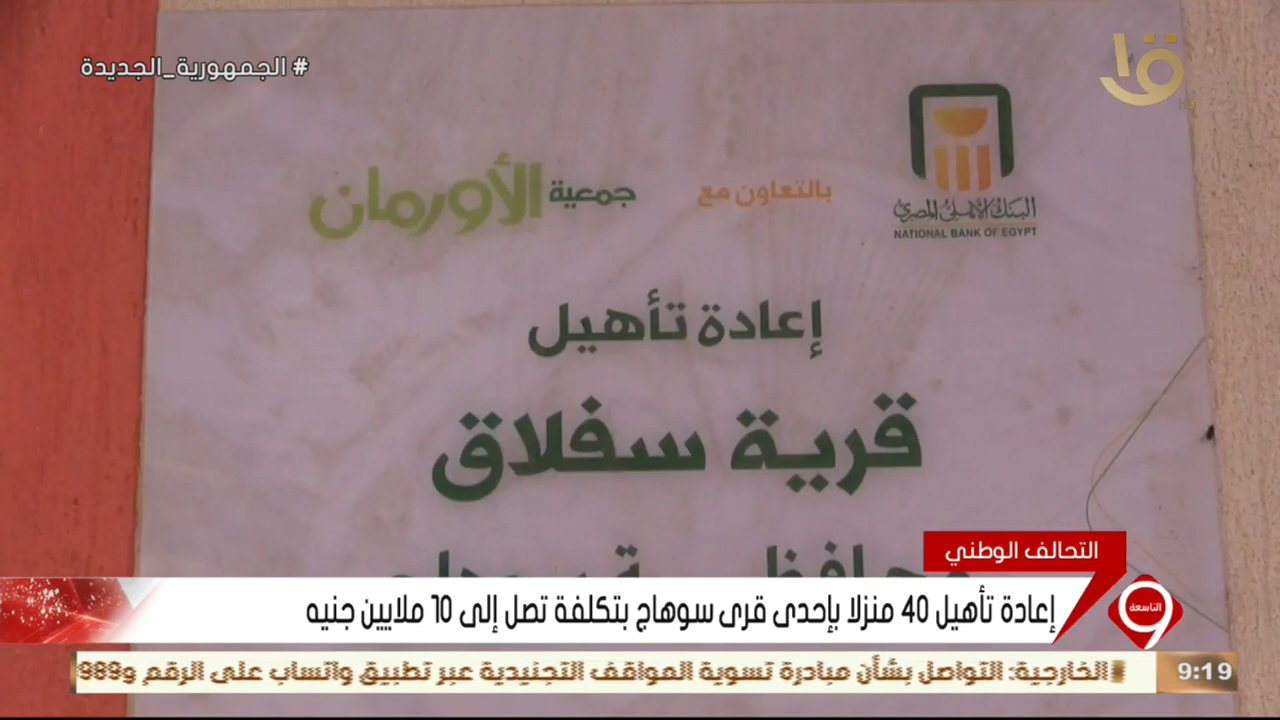 # الجمهورية_الجديدة
البنك الأهلي المصري
NATIONAL BANK OF EGYPT
بالتعاون مع
جمعية الأورمان
إعادة تأهيل
قرية سفلاق
التحالف الوطني
إعادة تأهيل 40 منزلا بإحدى قرى سوهاج بتكلفة تصل إلى 10 ملايين جنيه
التاسعة
9
9:19
الخارجية: التواصل بشأن مبادرة تسوية المواقف التجنيدية عبر تطبيق واتساب على الرقم